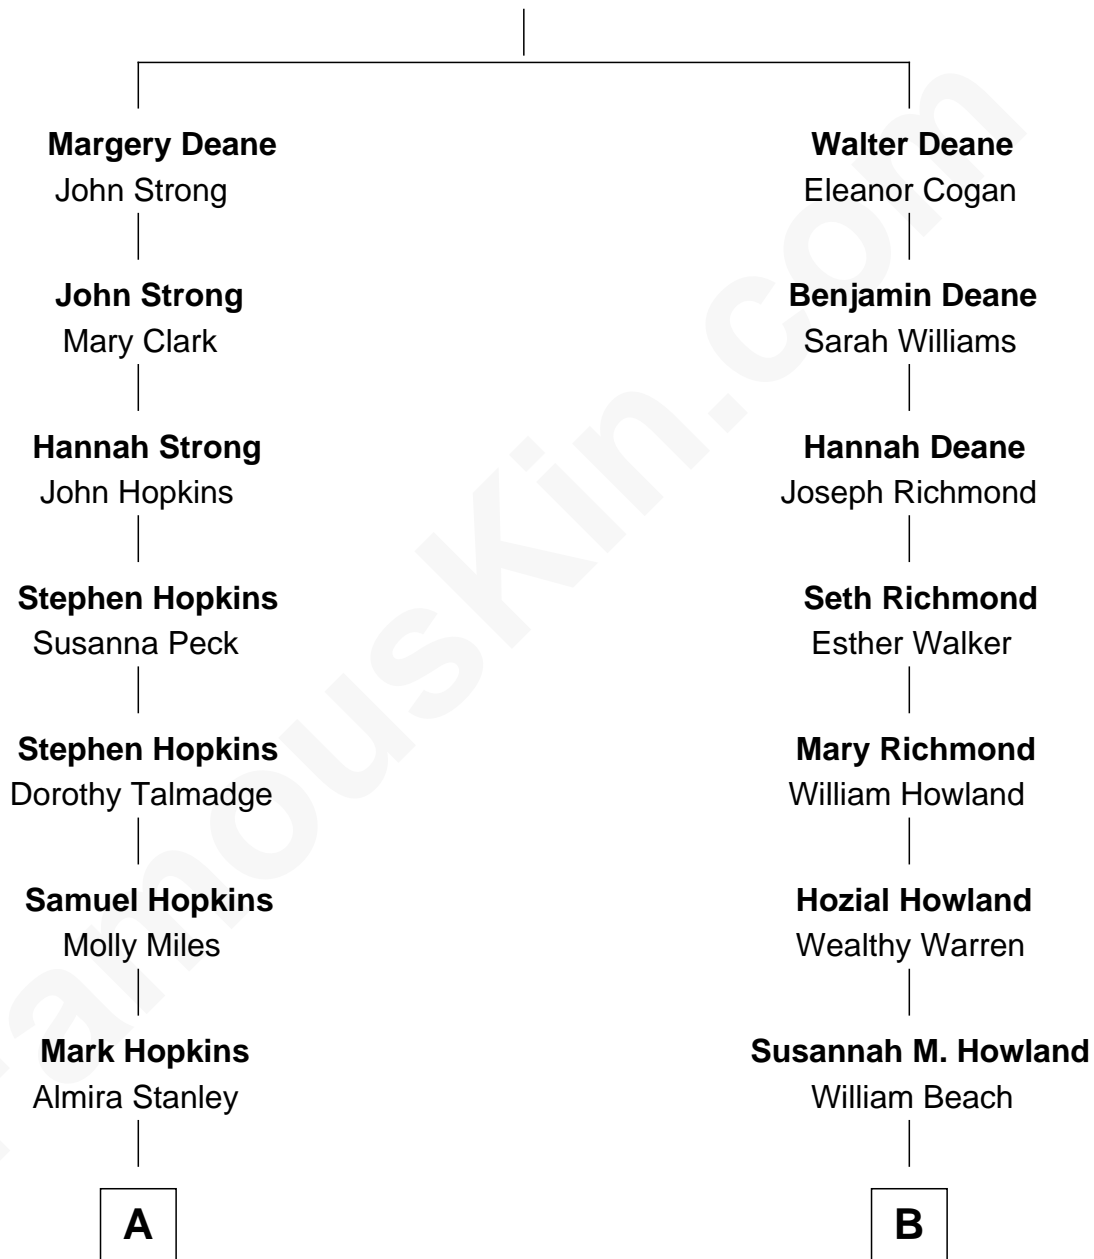 Margery Deane
John Strong
John Strong
Mary Clark
Hannah Strong
John Hopkins
Stephen Hopkins
Susanna Peck
Stephen Hopkins
Dorothy Talmadge
Samuel Hopkins
Molly Miles
Mark Hopkins
Almira Stanley
A
Walter Deane
Eleanor Cogan
Benjamin Deane
Sarah Williams
Hannah Deane
Joseph Richmond
Seth Richmond
Esther Walker
Mary Richmond
William Howland
Hozial Howland
Wealthy Warren
Susannah M. Howland
William Beach
B
FamousKin.com